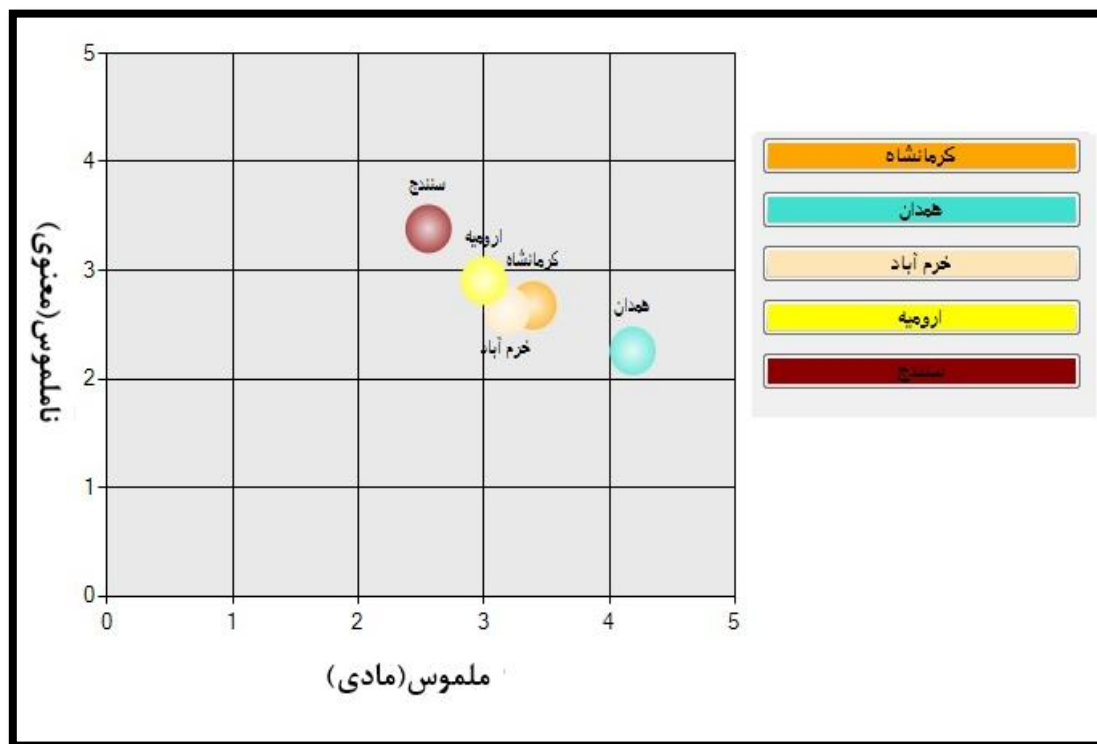 5
4
3
2
1
0
0 1 2 3 4 5
ناملموس(معنوی)
ملموس(مادی)
سنندج
ارومیه
کرمانشاه
خرم آباد
همدان
کرمانشاه
همدان
خرم آباد
ارومیه
سنندج